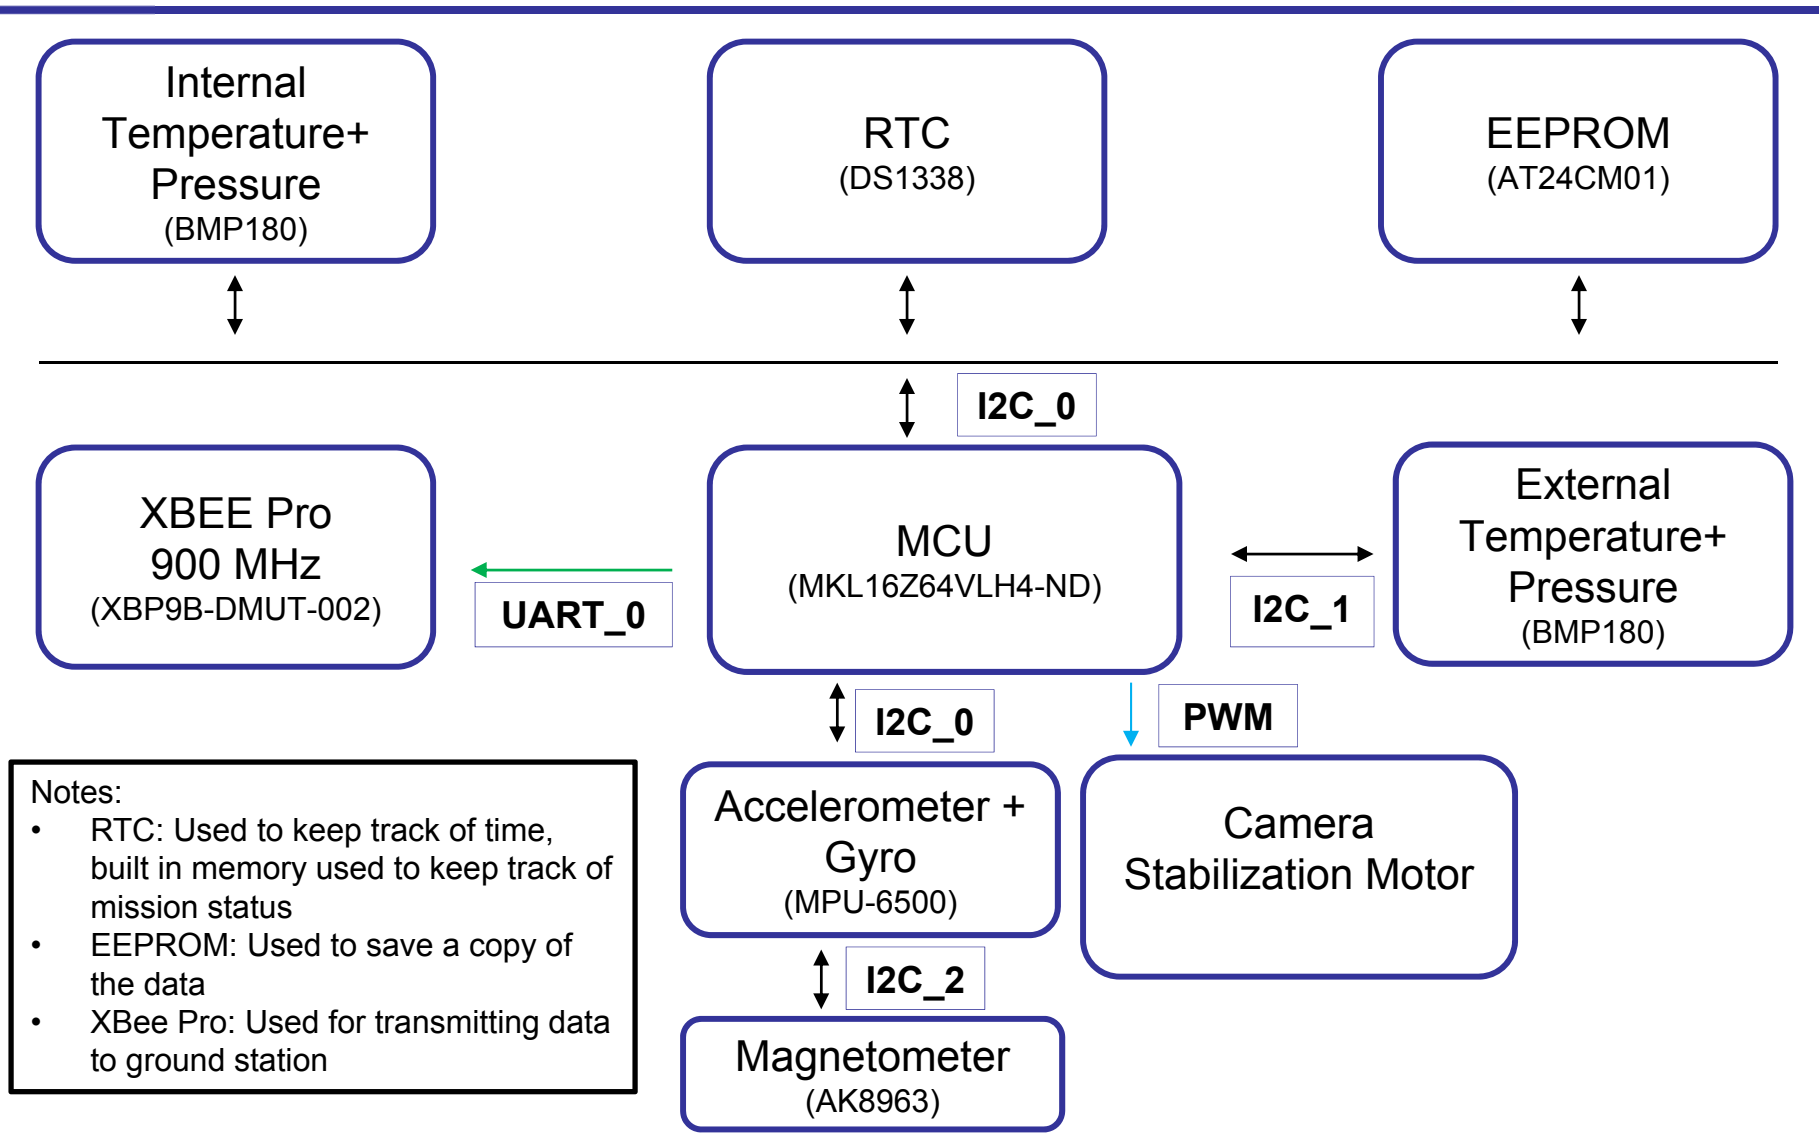 Internal
Temperature+
Pressure
(BMP180)
RTC
(DS1338)
EEPROM
(AT24CM01)
I2C_0
XBEE Pro
900 MHz
(XBP9B-DMUT-002)
UART_0
MCU
(MKL16Z64VLH4-ND)
I2C_1
External
Temperature+
Pressure
(BMP180)
I2C_0
PWM
Accelerometer +
Gyro
(MPU-6500)
Camera
Stabilization Motor
I2C_2
Magnetometer
(AK8963)
Notes:
• RTC: Used to keep track of time,
built in memory used to keep track of
mission status
• EEPROM: Used to save a copy of
the data
• XBee Pro: Used for transmitting data
to ground station